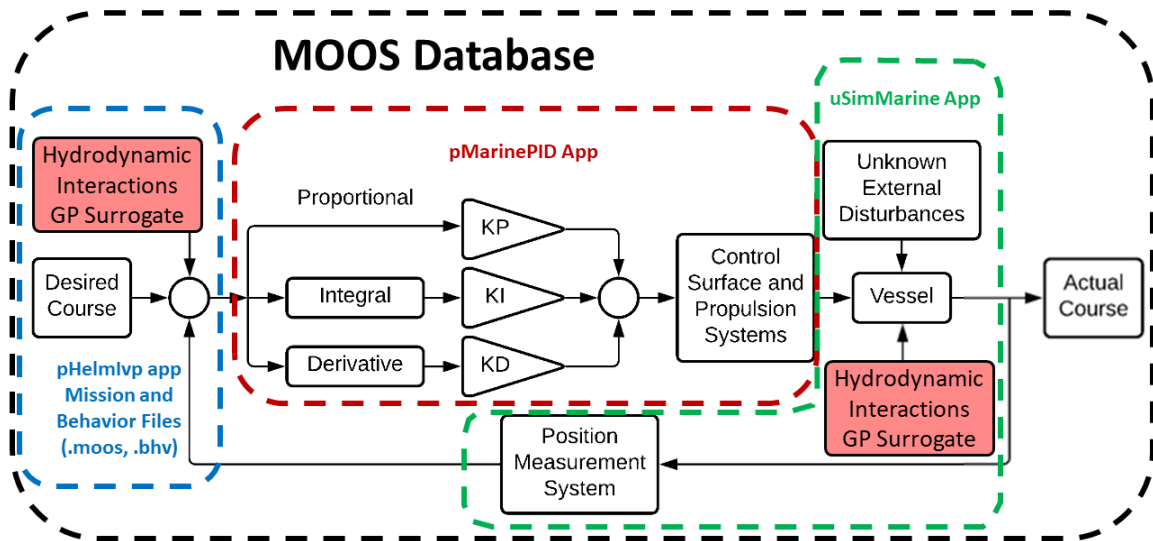 MOOS Database
uSimMarine App
Hydrodynamic
Interactions
GP Surrogate
pMarinePID App
Unknown
External
Disturbances
Proportional
KP
Desired
Course
Integral
KI
Control
Surface and
Propulsion
Systems
Vessel
Actual
Course
Derivative
KD
pHelmIvp app
Mission and
Behavior Files
(.moos, .bhv)
Hydrodynamic
Interactions
GP Surrogate
Position
Measurement
System